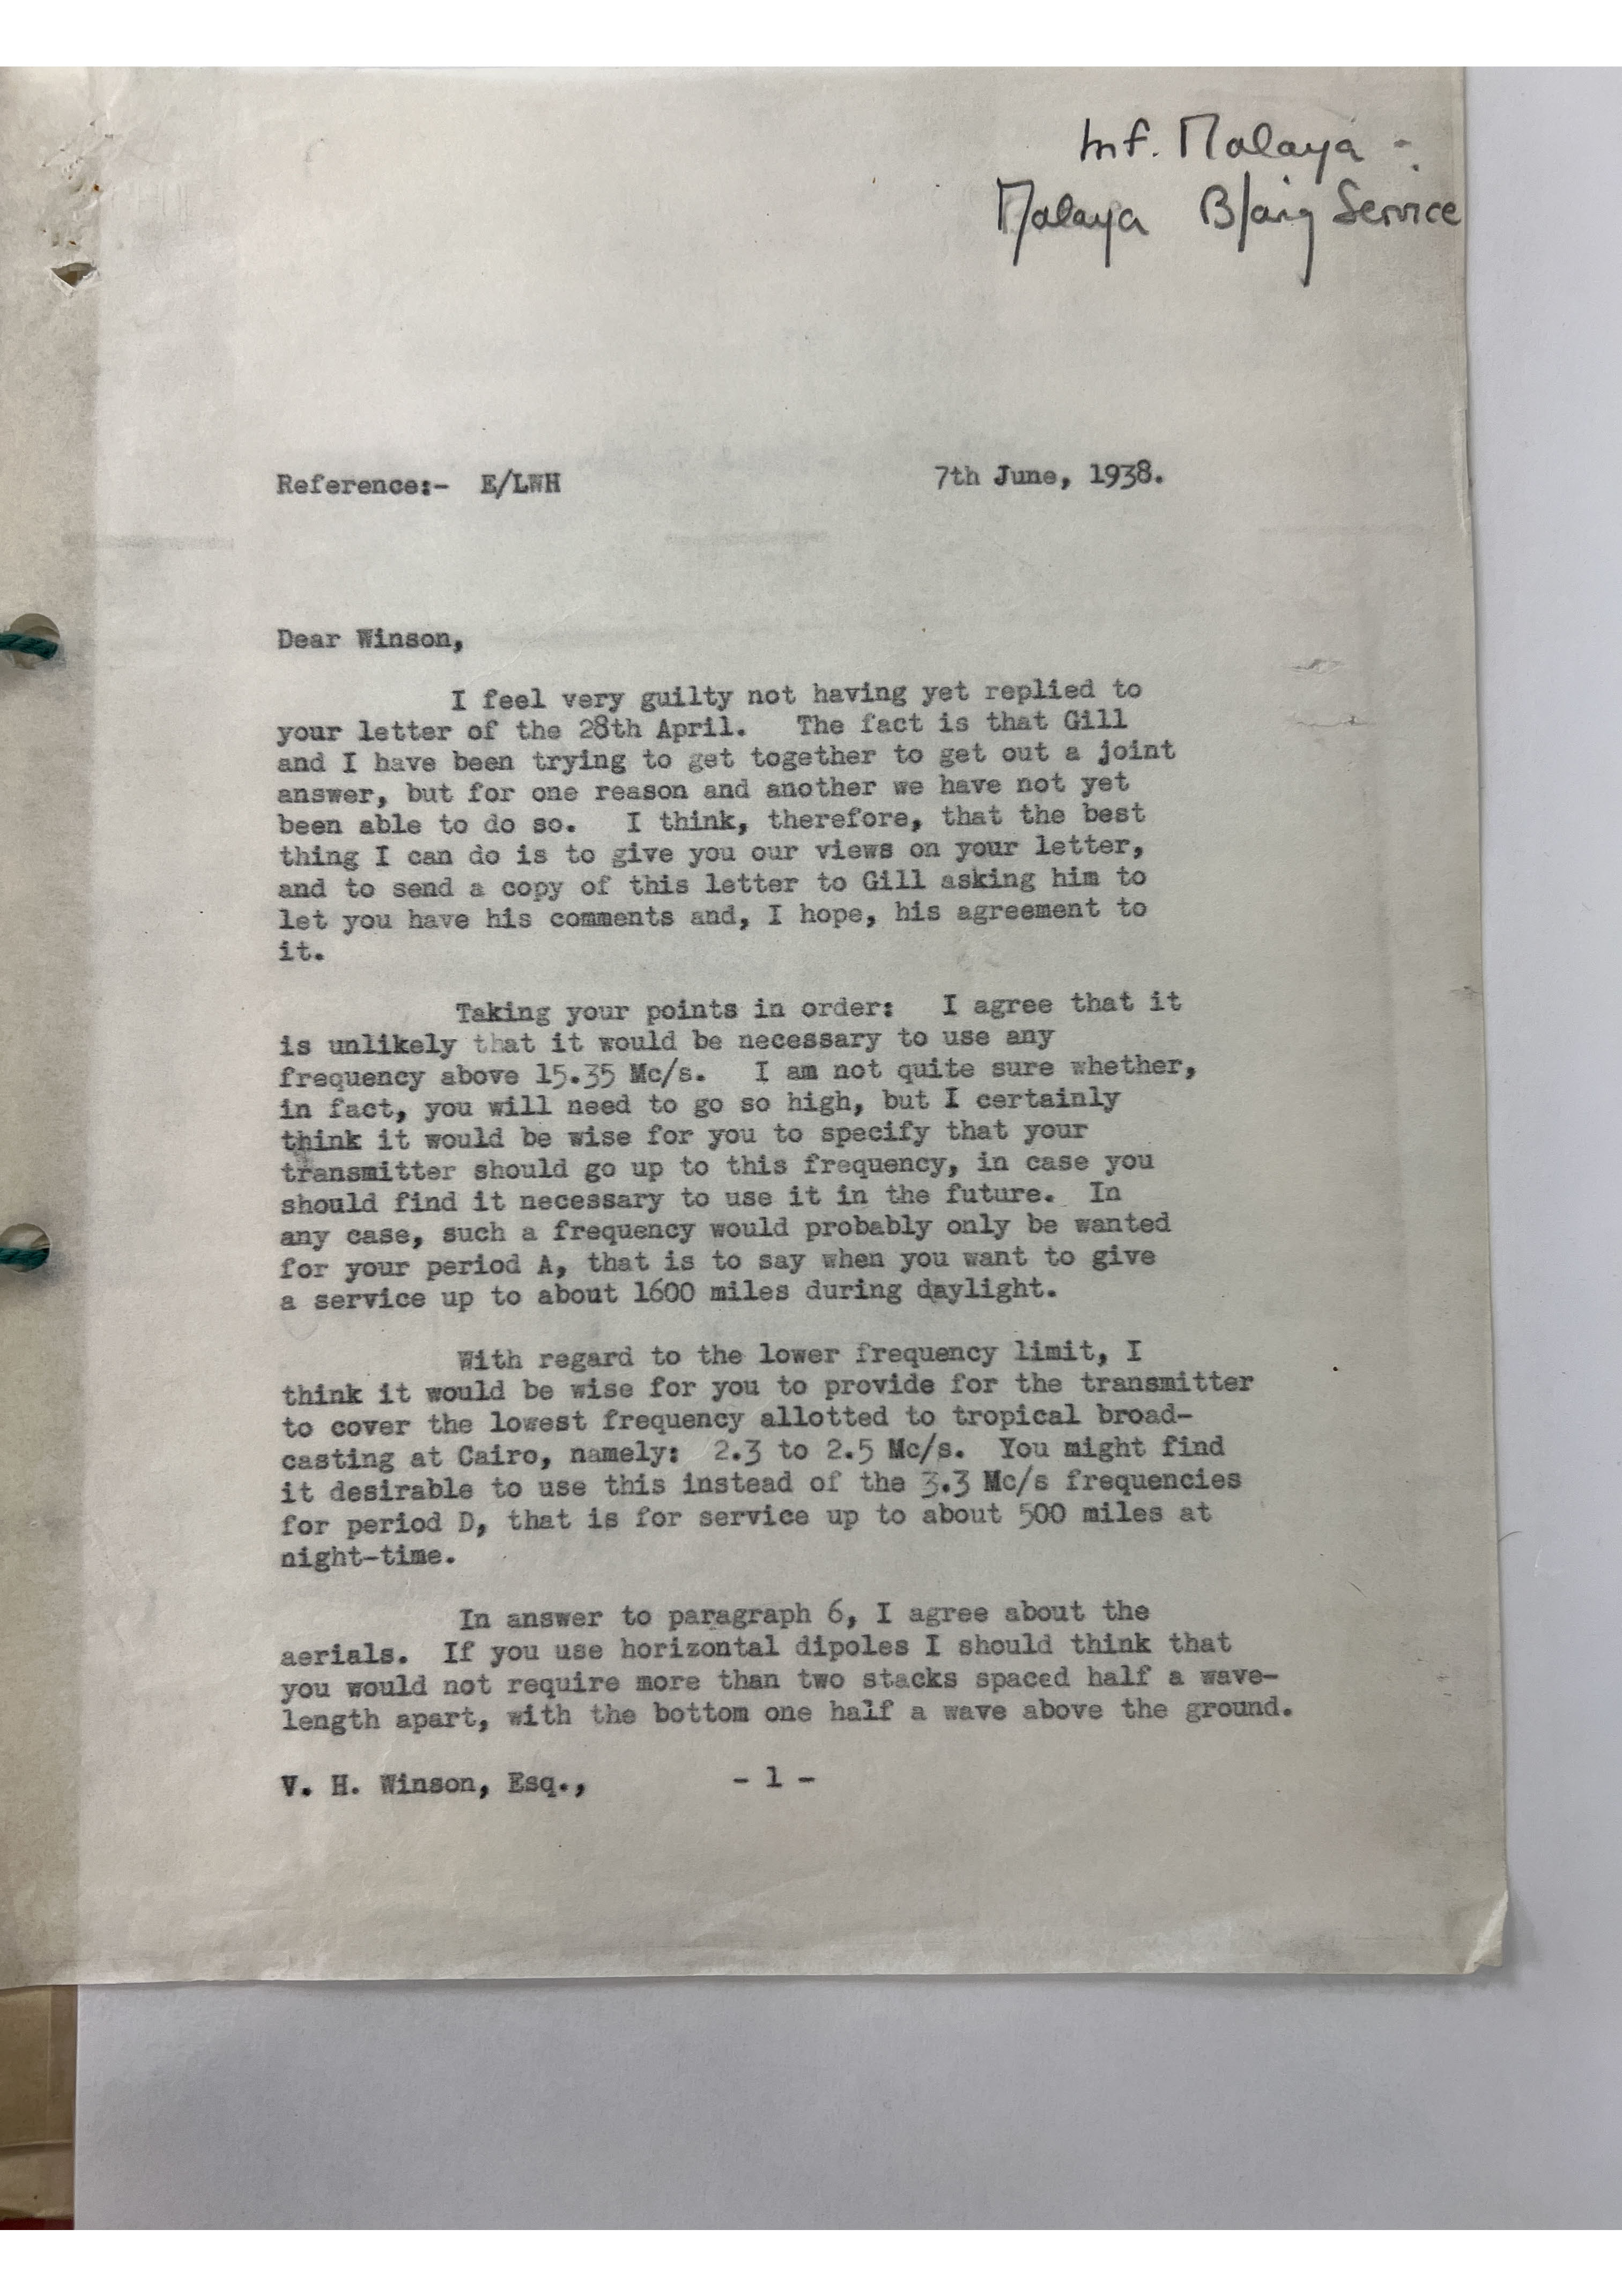 Inf. Malaya -
Malaya B/aig Service
Reference:- E/LWH 7th June, 1938.
Dear Winson,
I feel very guilty not having yet replied to
your letter of the 28th April. The fact is that Gill
and I have been trying to get together to get out a joint
answer, but for one reason and another we have not yet
been able to do so. I think, therefore, that the best
thing I can do is to give you our views on your letter,
and to send a copy of this letter to Gill asking him to
let you have his comments and, I hope, his agreement to
it.
Taking your points in order: I agree that it
is unlikely that it would be necessary to use any
frequency above 15.35 Mc/s. I am not quite sure whether,
in fact, you will need to go so high, but I certainly
think it would be wise for you to specify that your
transmitter should go up to this frequency, in case you
should find it necessary to use it in the future. In
any case, such a frequency would probably only be wanted
for your period A, that is to say when you want to give
a service up to about 1600 miles during daylight.
With regard to the lower frequency limit, I
think it would be wise for you to provide for the transmitter
to cover the lowest frequency allotted to tropical broad-
casting at Cairo, namely: 2.3 to 2.5 Mc/s. You might find
it desirable to use this instead of the 3.3 Mc/s frequencies
for period D, that is for service up to about 500 miles at
night-time.
In answer to paragraph 6, I agree about the
aerials. If you use horizontal dipoles I should think that
you would not require more than two stacks spaced half a wave-
length apart, with the bottom one half a wave above the ground.
V. H. Winson, Esq., - 1 -